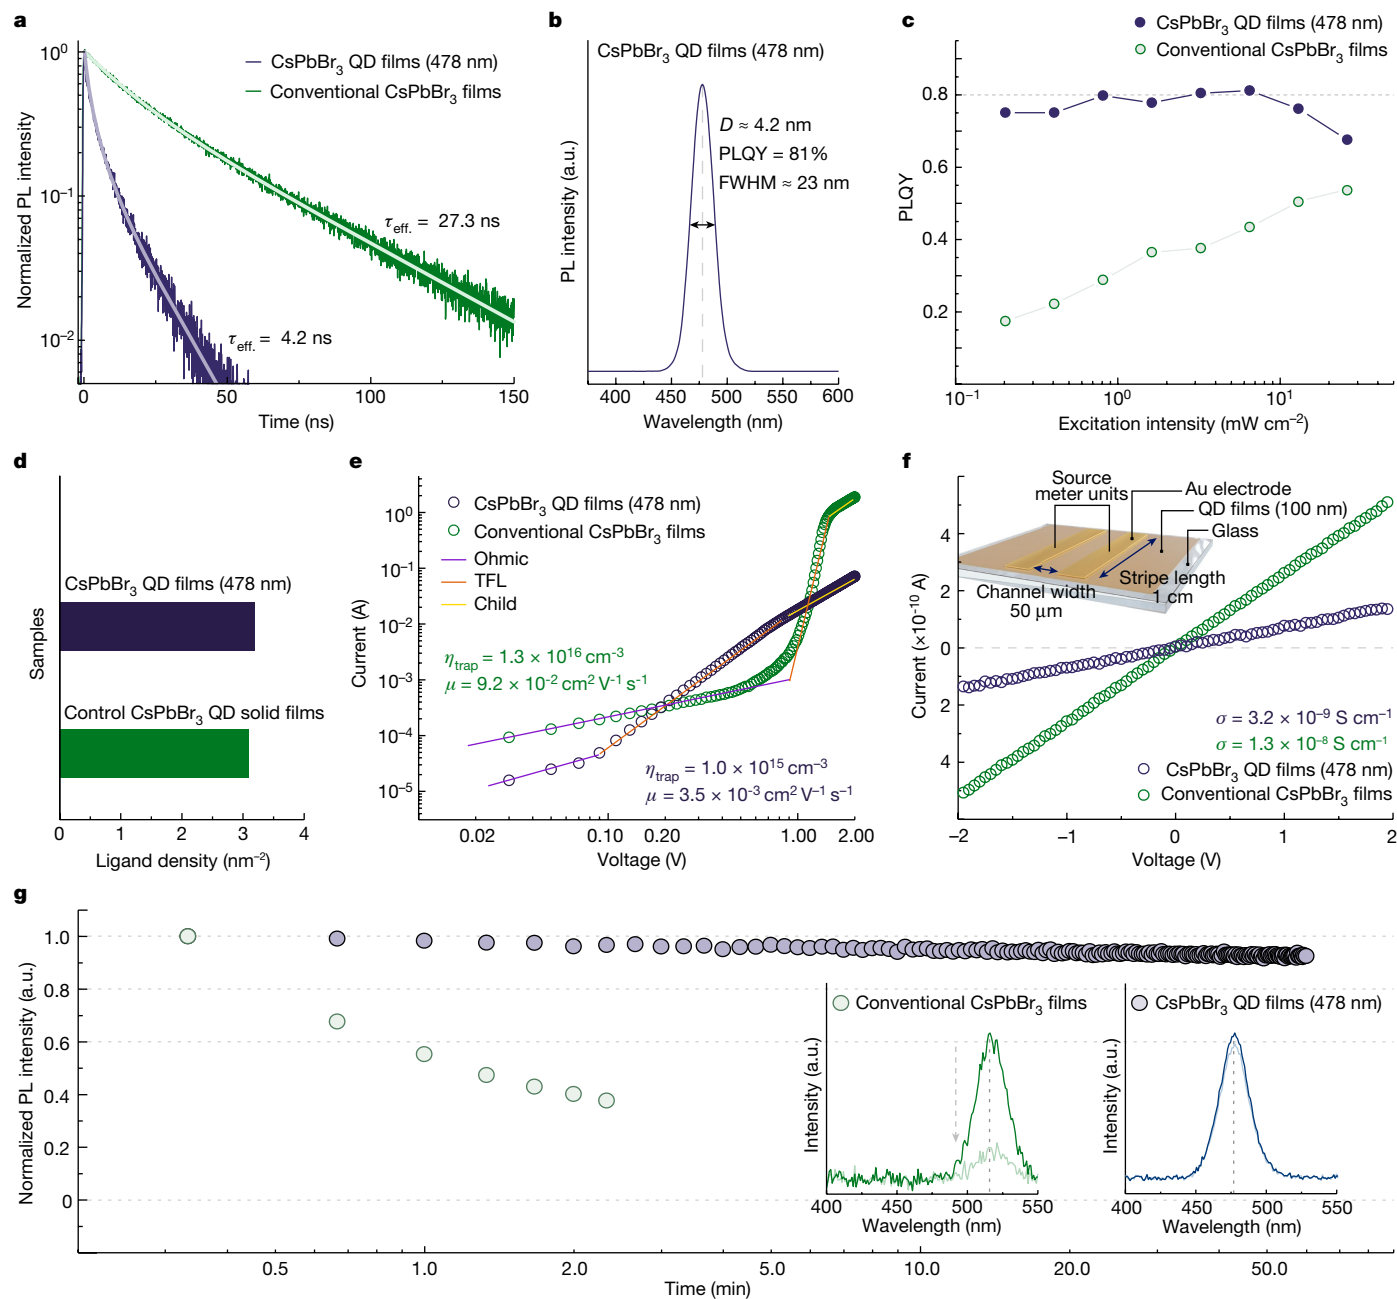 a
CsPbBr3 QD films (478 nm)
Conventional CsPbBr3 films
10^0
10^–1
10^–2
Normalized PL intensity
τeff. = 27.3 ns
τeff. = 4.2 ns
0 50 100 150
Time (ns)
b
CsPbBr3 QD films (478 nm)
D ≈ 4.2 nm
PLQY = 81%
FWHM ≈ 23 nm
PL intensity (a.u.)
400 450 500 550 600
Wavelength (nm)
c
CsPbBr3 QD films (478 nm)
Conventional CsPbBr3 films
0.8
0.6
0.4
0.2
PLQY
10^–1 10^0 10^1
Excitation intensity (mW cm^–2)
d
Samples
CsPbBr3 QD films (478 nm)
Control CsPbBr3 QD solid films
0 1 2 3 4
Ligand density (nm^–2)
e
CsPbBr3 QD films (478 nm)
Conventional CsPbBr3 films
Ohmic
TFL
Child
10^0
10^–1
10^–2
10^–3
10^–4
10^–5
Current (A)
ηtrap = 1.3 × 10^16 cm^-3
μ = 9.2 × 10^-2 cm^2 V^-1 s^-1
ηtrap = 1.0 × 10^15 cm^–3
μ = 3.5 × 10^-3 cm^2 V^–1 s^–1
0.02 0.10 0.20 1.00 2.00
Voltage (V)
f
Source
meter units
Au electrode
QD films (100 nm)
Glass
Stripe length
1 cm
Channel width
50 μm
4
2
0
2
4
Current (×10^-10 A)
σ = 3.2 × 10^–9 S cm^–1
σ = 1.3 × 10^–8 S cm^–1
CsPbBr3 QD films (478 nm)
Conventional CsPbBr3 films
–2 –1 0 1 2
Voltage (V)
g
1.0
0.8
0.6
0.4
0.2
0
Normalized PL intensity (a.u.)
Conventional CsPbBr3 films
Intensity (a.u.)
400 450 500 550
Wavelength (nm)
CsPbBr3 QD films (478 nm)
Intensity (a.u.)
400 450 500 550
Wavelength (nm)
0.5 1.0 2.0 5.0 10.0 20.0 50.0
Time (min)